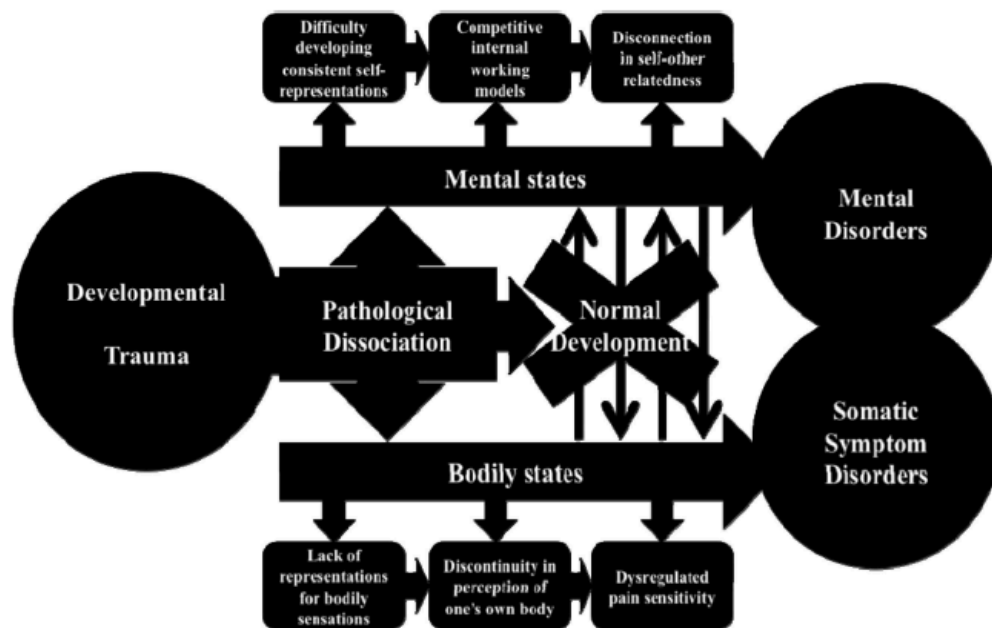 Difficulty
developing
consistent self-
representations
Competitive
internal
working
models
Disconnection
in self-other
relatedness
Mental states
Mental
Disorders
Developmental
Trauma
Pathological
Dissociation
Normal
Development
Somatic
Symptom
Disorders
Bodily states
Lack of
representations
for bodily
sensations
Discontinuity in
perception of
one's own body
Dysregulated
pain sensitivity